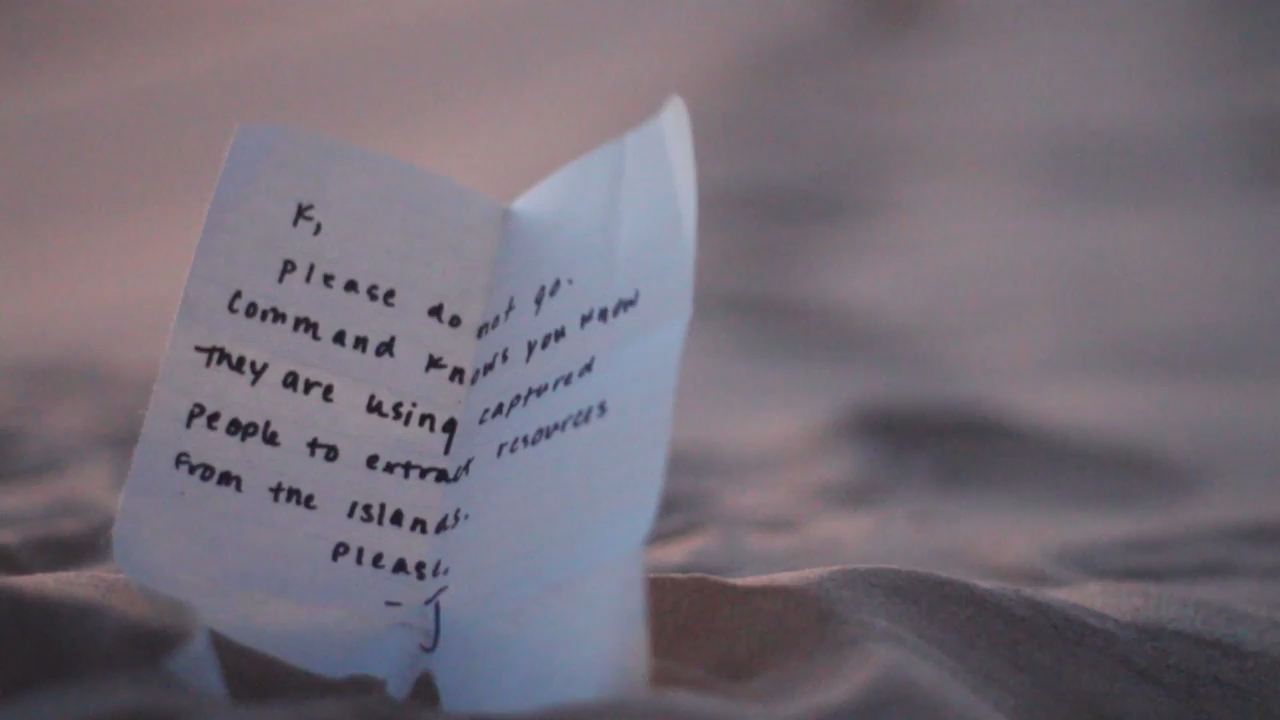 K,
Please do not go.
Command knows you know
They are using captured
people to extract resources
from the islands.
Please.
- J